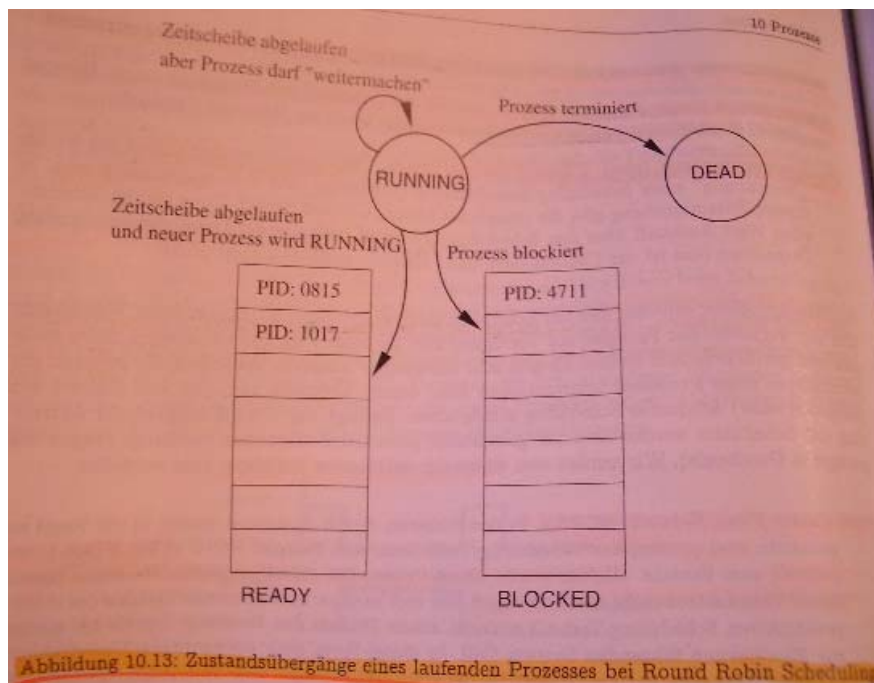 10 Prozesse
Zeitscheibe abgelaufen
aber Prozess darf "weitermachen"
Prozess terminiert
RUNNING
DEAD
Zeitscheibe abgelaufen
und neuer Prozess wird RUNNING
Prozess blockiert
PID: 0815
PID: 4711
PID: 1017
READY
BLOCKED
Abbildung 10.13: Zustandsübergänge eines laufenden Prozesses bei Round Robin Scheduling